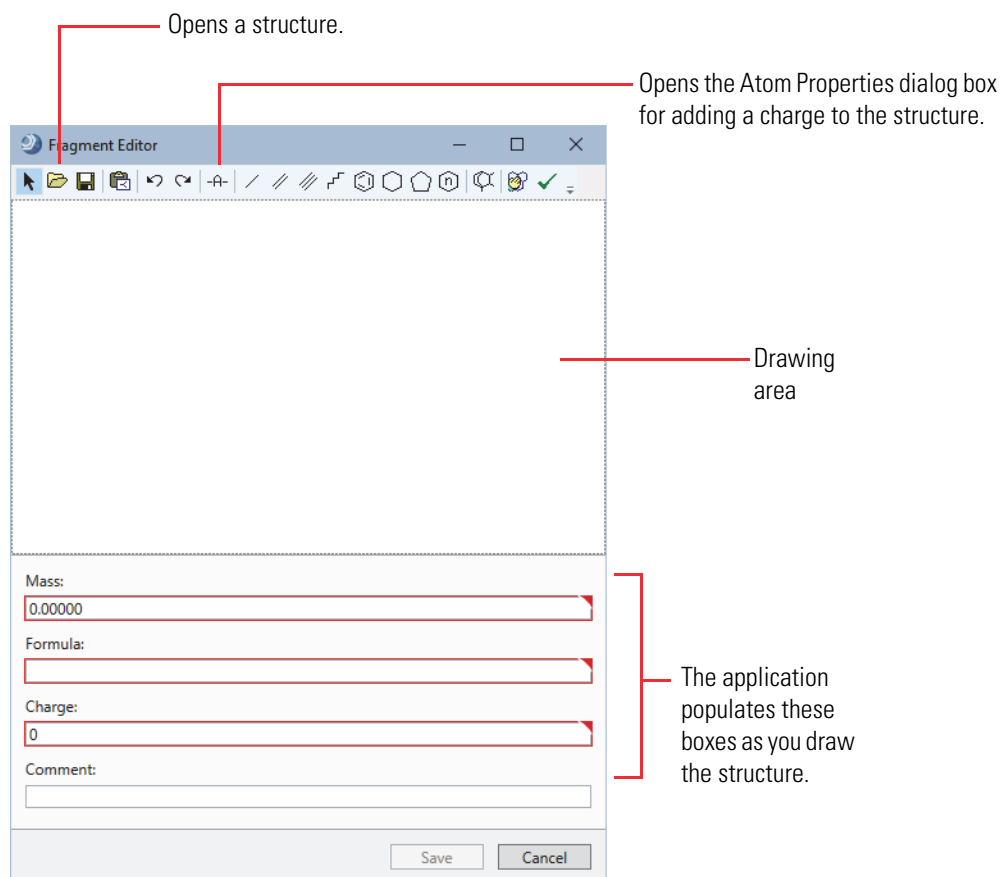 Opens a structure.
Opens the Atom Properties dialog box
for adding a charge to the structure.
Fragment Editor
-A-
n
Drawing
area
Mass:
0.00000
Formula:
Charge:
0
Comment:
The application
populates these
boxes as you draw
the structure.
Save
Cancel